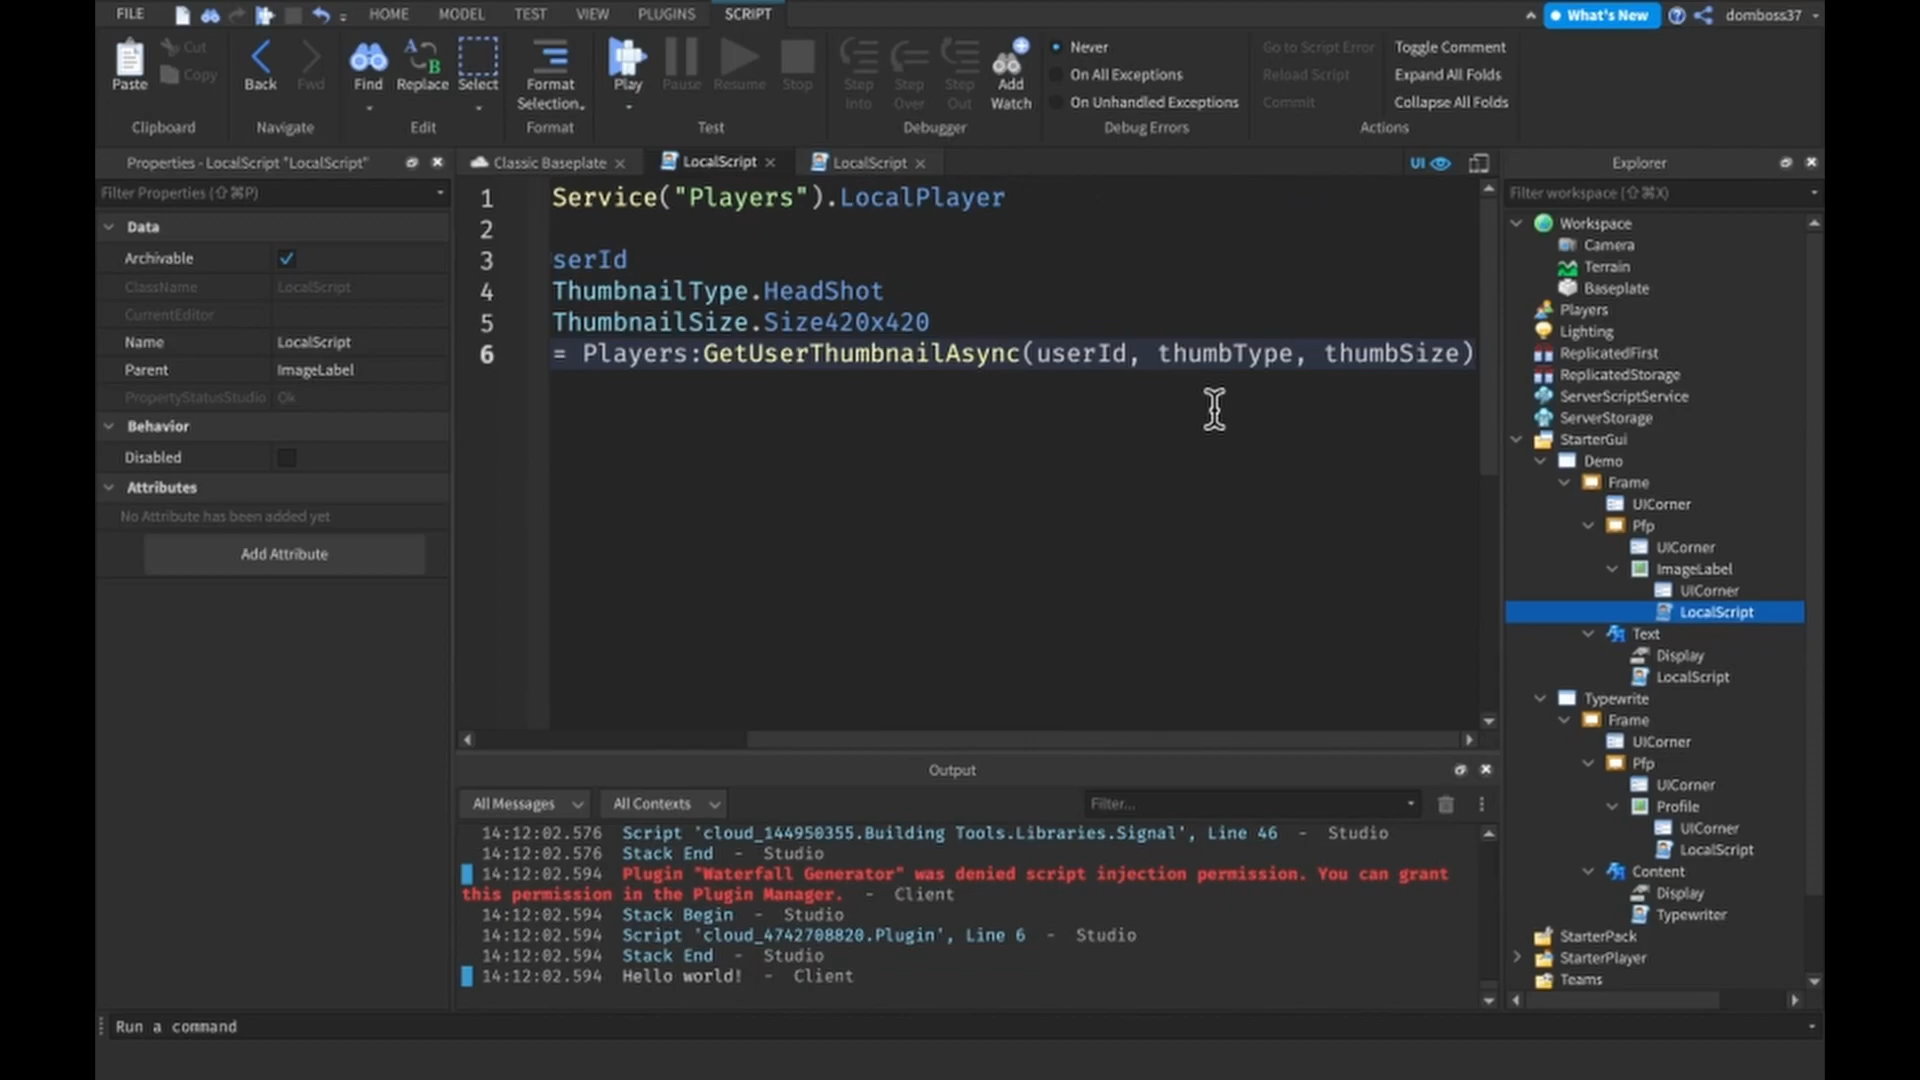 FILE HOME MODEL TEST VIEW PLUGINS SCRIPT What's New domboss37
Paste Cut Copy Back Fwd Find Replace Select Format Selection Play Pause Resume Stop Step Into Step Over Step Out Add Watch
Never
On All Exceptions
On Unhandled Exceptions
Go to Script Error
Reload Script
Commit
Toggle Comment
Expand All Folds
Collapse All Folds
Clipboard Navigate Edit Format Test Debugger Debug Errors Actions
Properties - LocalScript "LocalScript"
Filter Properties (⇧⌘P)
Data
Archivable
ClassName LocalScript
CurrentEditor
Name LocalScript
Parent ImageLabel
PropertyStatusStudio Ok
Behavior
Disabled
Attributes
No Attribute has been added yet
Add Attribute
Classic Baseplate LocalScript LocalScript UI
1 Service("Players").LocalPlayer
2
3 serId
4 ThumbnailType.HeadShot
5 ThumbnailSize.Size420x420
6 = Players:GetUserThumbnailAsync(userId, thumbType, thumbSize)
Output
All Messages All Contexts Filter...
14:12:02.576 Script 'cloud_144950355.Building Tools.Libraries.Signal', Line 46 - Studio
14:12:02.576 Stack End - Studio
14:12:02.594 Plugin "Waterfall Generator" was denied script injection permission. You can grant
this permission in the Plugin Manager. - Client
14:12:02.594 Stack Begin - Studio
14:12:02.594 Script 'cloud_4742708820.Plugin', Line 6 - Studio
14:12:02.594 Stack End - Studio
14:12:02.594 Hello world! - Client
Explorer
Filter workspace (⇧⌘X)
Workspace
Camera
Terrain
Baseplate
Players
Lighting
ReplicatedFirst
ReplicatedStorage
ServerScriptService
ServerStorage
StarterGui
Demo
Frame
UICorner
Pfp
UICorner
ImageLabel
UICorner
LocalScript
Text
Display
LocalScript
Typewrite
Frame
UICorner
Pfp
UICorner
Profile
UICorner
LocalScript
Content
Display
Typewriter
StarterPack
StarterPlayer
Teams
Run a command